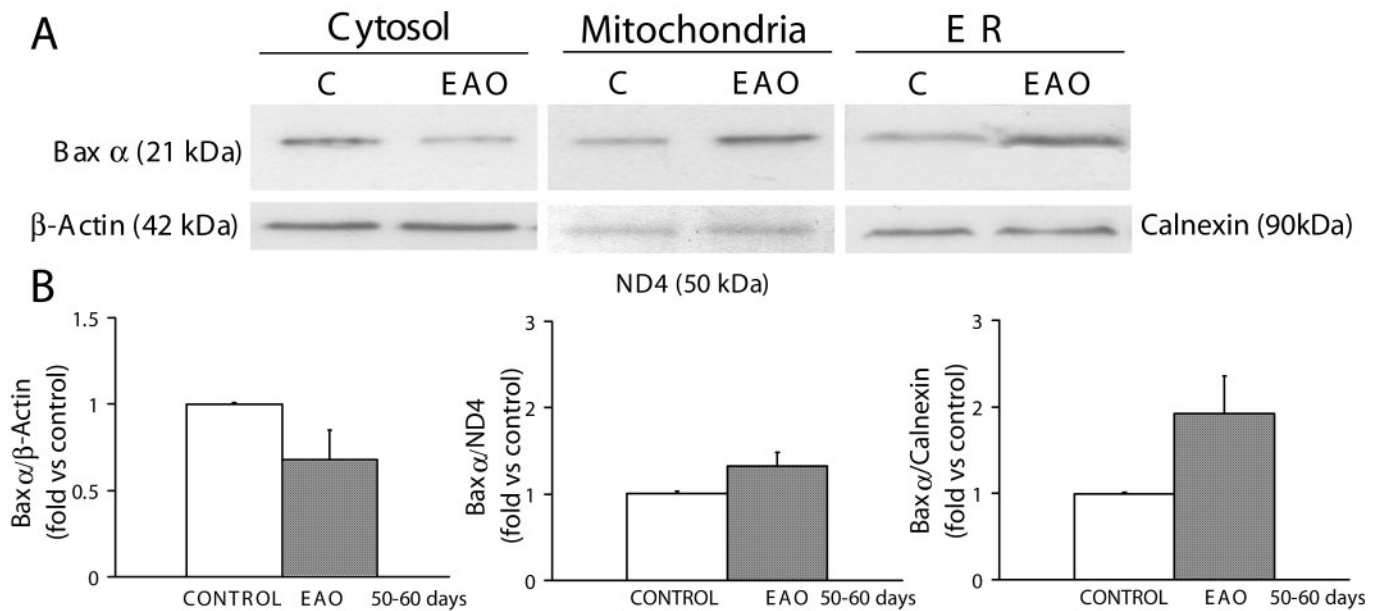 A
Cytosol Mitochondria E R
C EAO C EAO C EAO
Bax α (21 kDa)
β-Actin (42 kDa) Calnexin (90kDa)
ND4 (50 kDa)
B
Baxα/β-Actin
(fold vs control)
1.5
1
0.5
0
CONTROL EAO 50-60 days
Baxα/ND4
(fold vs control)
3
2
1
0
CONTROL EAO 50-60 days
Baxα/Calnexin
(fold vs control)
3
2
1
0
CONTROL EAO 50-60 days